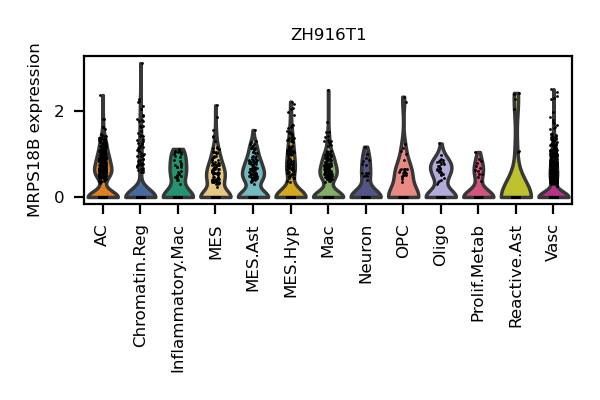 ZH916T1
MRPS18B expression
2
0
AC
Chromatin.Reg
Inflammatory.Mac
MES
MES.Ast
MES.Hyp
Mac
Neuron
OPC
Oligo
Prolif.Metab
Reactive.Ast
Vasc